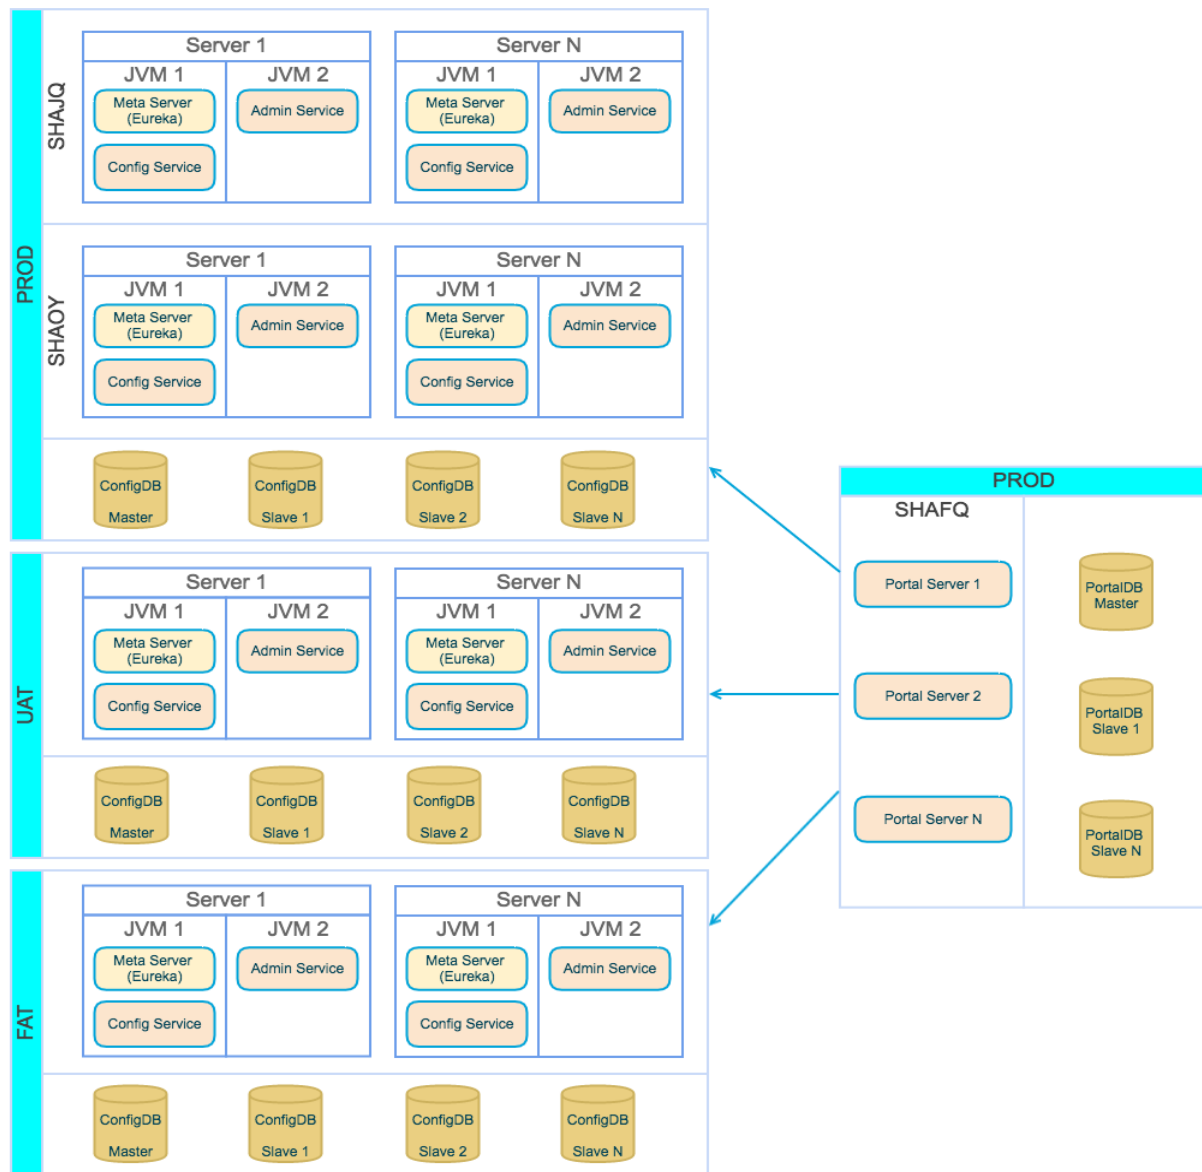 PROD
SHAJQ
Server 1
JVM 1
JVM 2
Meta Server
(Eureka)
Admin Service
Config Service
Server N
JVM 1
JVM 2
Meta Server
(Eureka)
Admin Service
Config Service
SHAOY
Server 1
JVM 1
JVM 2
Meta Server
(Eureka)
Admin Service
Config Service
Server N
JVM 1
JVM 2
Meta Server
(Eureka)
Admin Service
Config Service
ConfigDB
Master
ConfigDB
Slave 1
ConfigDB
Slave 2
ConfigDB
Slave N
UAT
Server 1
JVM 1
JVM 2
Meta Server
(Eureka)
Admin Service
Config Service
Server N
JVM 1
JVM 2
Meta Server
(Eureka)
Admin Service
Config Service
ConfigDB
Master
ConfigDB
Slave 1
ConfigDB
Slave 2
ConfigDB
Slave N
FAT
Server 1
JVM 1
JVM 2
Meta Server
(Eureka)
Admin Service
Config Service
Server N
JVM 1
JVM 2
Meta Server
(Eureka)
Admin Service
Config Service
ConfigDB
Master
ConfigDB
Slave 1
ConfigDB
Slave 2
ConfigDB
Slave N
PROD
SHAFQ
Portal Server 1
Portal Server 2
Portal Server N
PortalDB
Master
PortalDB
Slave 1
PortalDB
Slave N